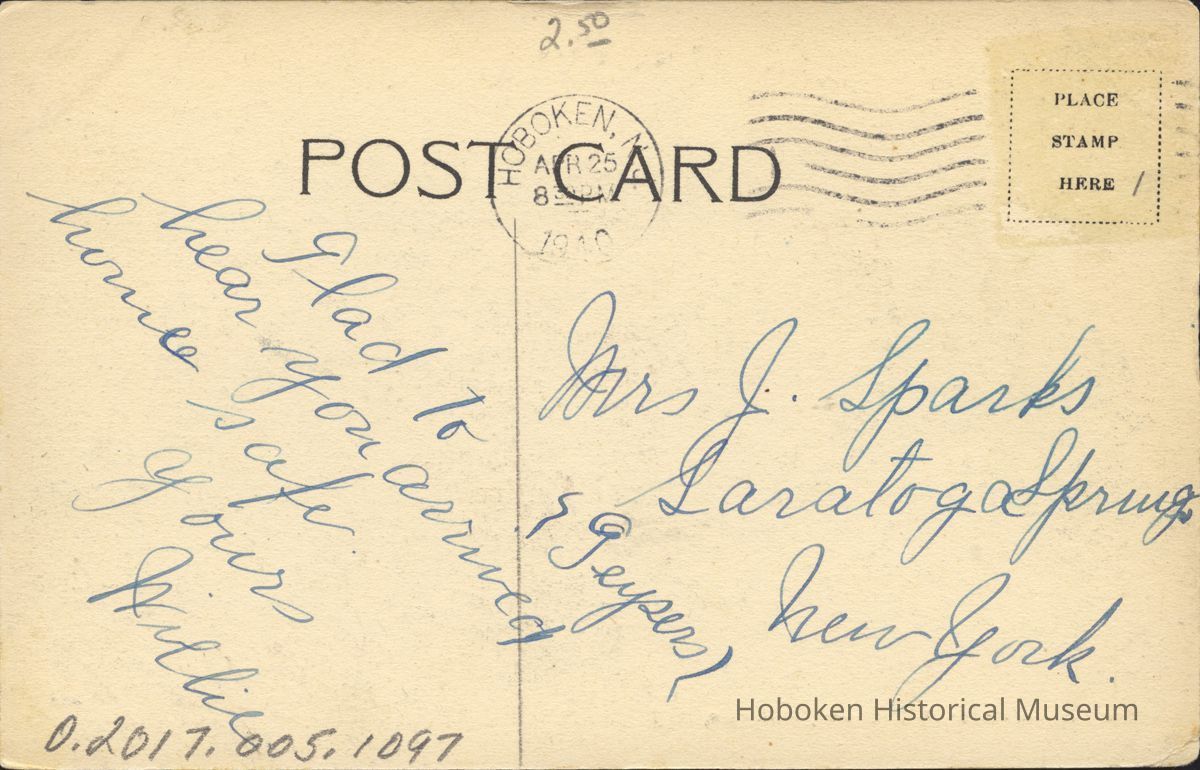 2.50
POST CARD
HOBOKEN, N.J.
APR 25
8 PM
1910
PLACE
STAMP
HERE
Glad to
hear you arrived
home safe.
Yours
Willie
Mrs J. Sparks
Saratoga Springs
(Geysers)
New York.
0.2017.005.1097
Hoboken Historical Museum